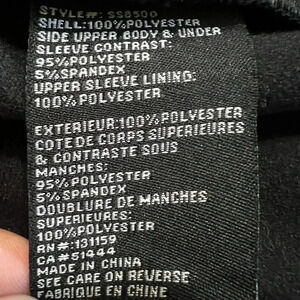 STYLE#: SS8500
SHELL:100%POLYESTER
SIDE UPPER BODY & UNDER
SLEEVE CONTRAST:
95%POLYESTER
5%SPANDEX
UPPER SLEEVE LINING:
100%POLYESTER
EXTERIEUR:100%POLYESTER
COTE DE CORPS SUPERIEURES
& CONTRASTE SOUS
MANCHES:
95%POLYESTER
5%SPANDEX
DOUBLURE DE MANCHES
SUPERIEURES:
100%POLYESTER
RN#:131159
CA#51444
MADE IN CHINA
SEE CARE ON REVERSE
FABRIQUE EN CHINE